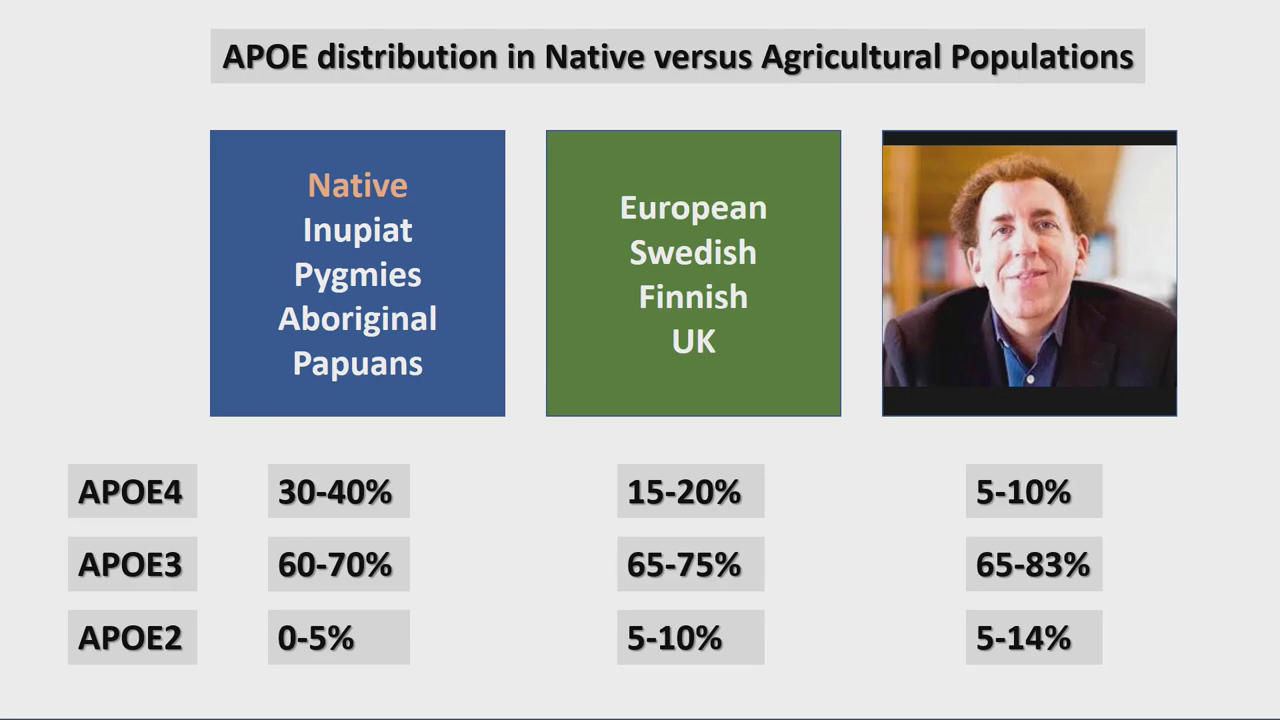 APOE distribution in Native versus Agricultural Populations
Native
Inupiat
Pygmies
Aboriginal
Papuans
European
Swedish
Finnish
UK
APOE4 30-40% 15-20% 5-10%
APOE3 60-70% 65-75% 65-83%
APOE2 0-5% 5-10% 5-14%